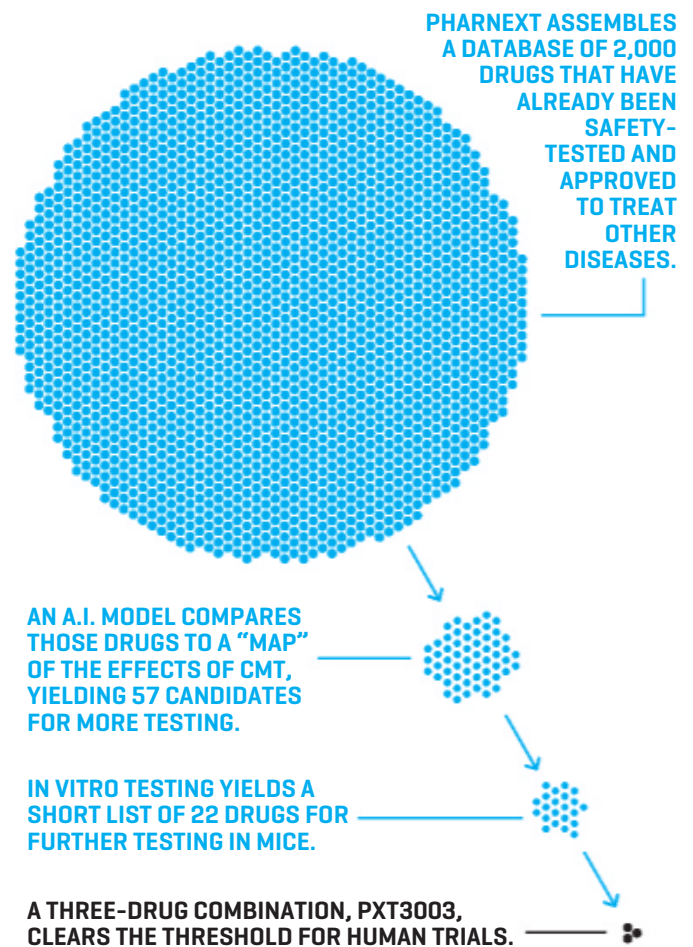 PHARNEXT ASSEMBLES
A DATABASE OF 2,000
DRUGS THAT HAVE
ALREADY BEEN
SAFETY-
TESTED AND
APPROVED
TO TREAT
OTHER
DISEASES.
AN A.I. MODEL COMPARES
THOSE DRUGS TO A “MAP”
OF THE EFFECTS OF CMT,
YIELDING 57 CANDIDATES
FOR MORE TESTING.
IN VITRO TESTING YIELDS A
SHORT LIST OF 22 DRUGS FOR
FURTHER TESTING IN MICE.
A THREE-DRUG COMBINATION, PXT3003,
CLEARS THE THRESHOLD FOR HUMAN TRIALS.